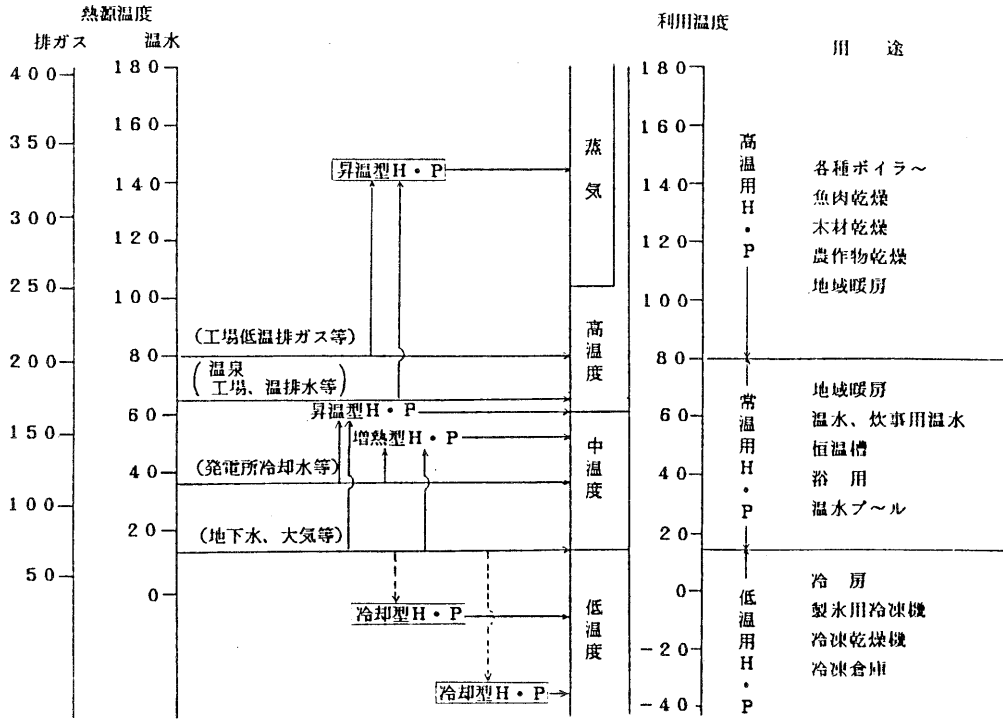 熱源温度
排ガス
温水
400
350
300
250
200
150
100
50
180
160
140
120
100
80
60
40
20
0
昇温型H・P
(工場低温排ガス等)
(温泉
工場、温排水等)
昇温型H・P
増熱型H・P
(発電所冷却水等)
(地下水、大気等)
冷却型H・P
冷却型H・P
蒸気
高温度
中温度
低温度
利用温度
180
160
140
120
100
80
60
40
20
0
-20
-40
高温用H・P
常温用H・P
低温用H・P
用 途
各種ボイラ~
魚肉乾燥
木材乾燥
農作物乾燥
地域暖房
地域暖房
温水、炊事用温水
恒温槽
浴 用
温水プ~ル
冷 房
製氷用冷凍機
冷凍乾燥機
冷凍倉庫